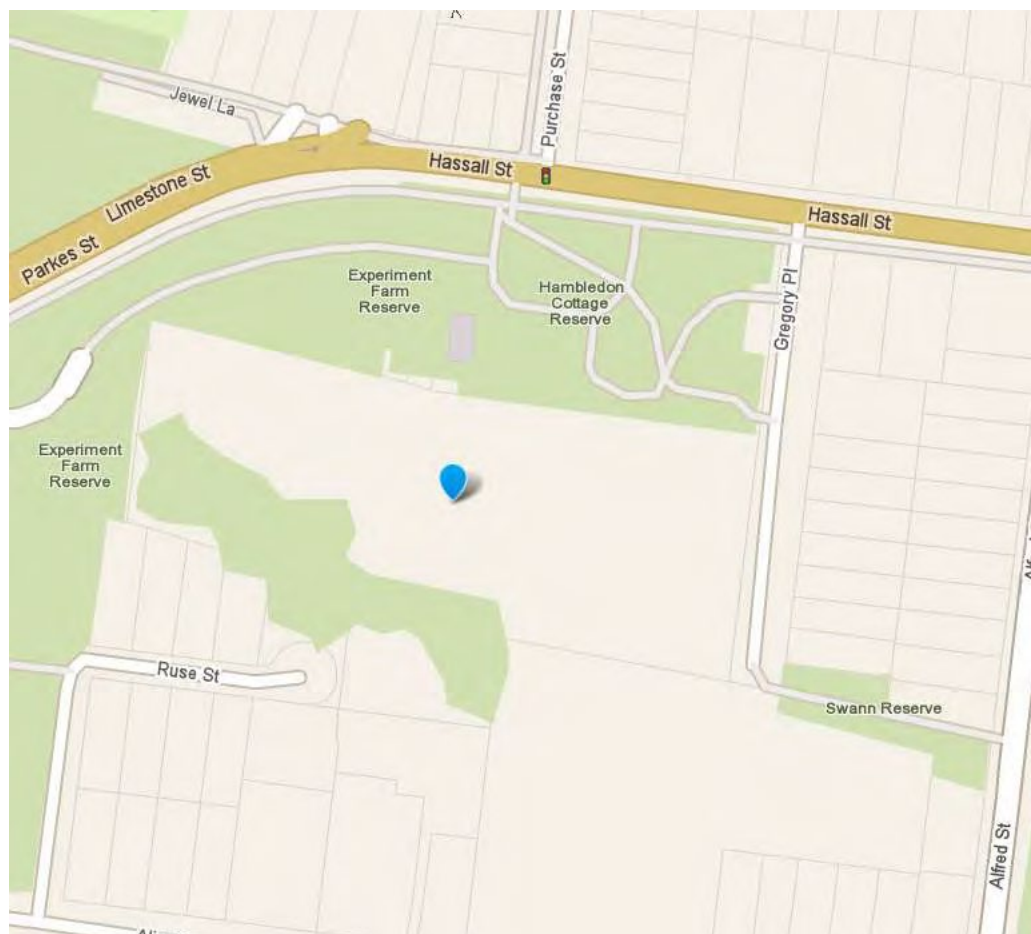 Jewel La
Purchase St
Hassall St
Limestone St
Hassall St
Parkes St
Experiment
Farm
Reserve
Hambledon
Cottage
Reserve
Gregory Pl
Experiment
Farm
Reserve
Ruse St
Swann Reserve
Alfred St